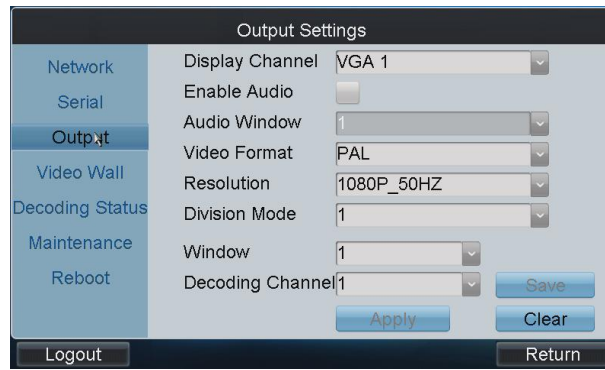 Output Settings
Network
Serial
Output
Video Wall
Decoding Status
Maintenance
Reboot
Display Channel VGA 1
Enable Audio
Audio Window 1
Video Format PAL
Resolution 1080P_50HZ
Division Mode 1
Window 1
Decoding Channel 1 Save
Apply Clear
Logout Return